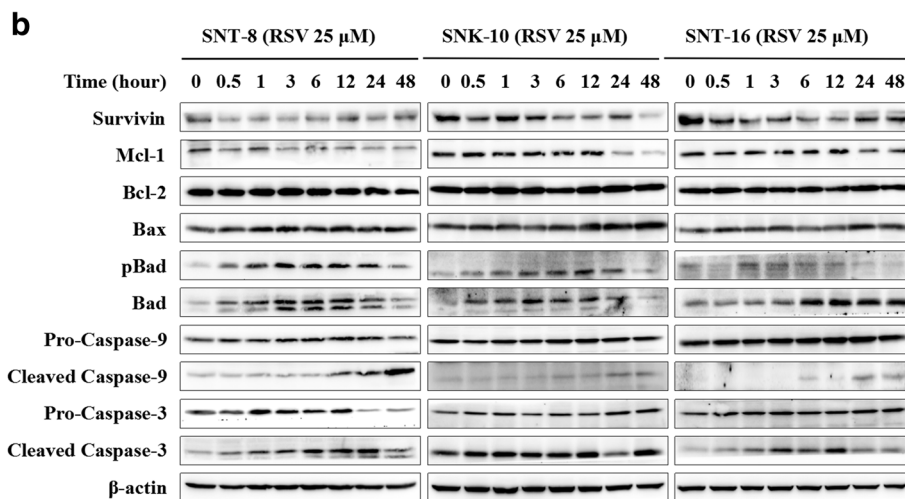 b
SNT-8 (RSV 25 µM) SNK-10 (RSV 25 µM) SNT-16 (RSV 25 µM)
Time (hour) 0 0.5 1 3 6 12 24 48 0 0.5 1 3 6 12 24 48 0 0.5 1 3 6 12 24 48
Survivin
Mcl-1
Bcl-2
Bax
pBad
Bad
Pro-Caspase-9
Cleaved Caspase-9
Pro-Caspase-3
Cleaved Caspase-3
β-actin